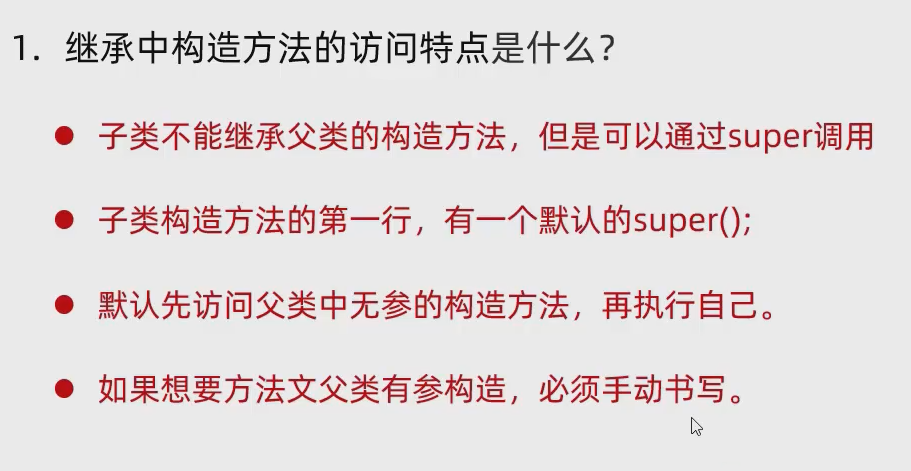 1. 继承中构造方法的访问特点是什么？
● 子类不能继承父类的构造方法，但是可以通过super调用
● 子类构造方法的第一行，有一个默认的super();
● 默认先访问父类中无参的构造方法，再执行自己。
● 如果想要方法文父类有参构造，必须手动书写。